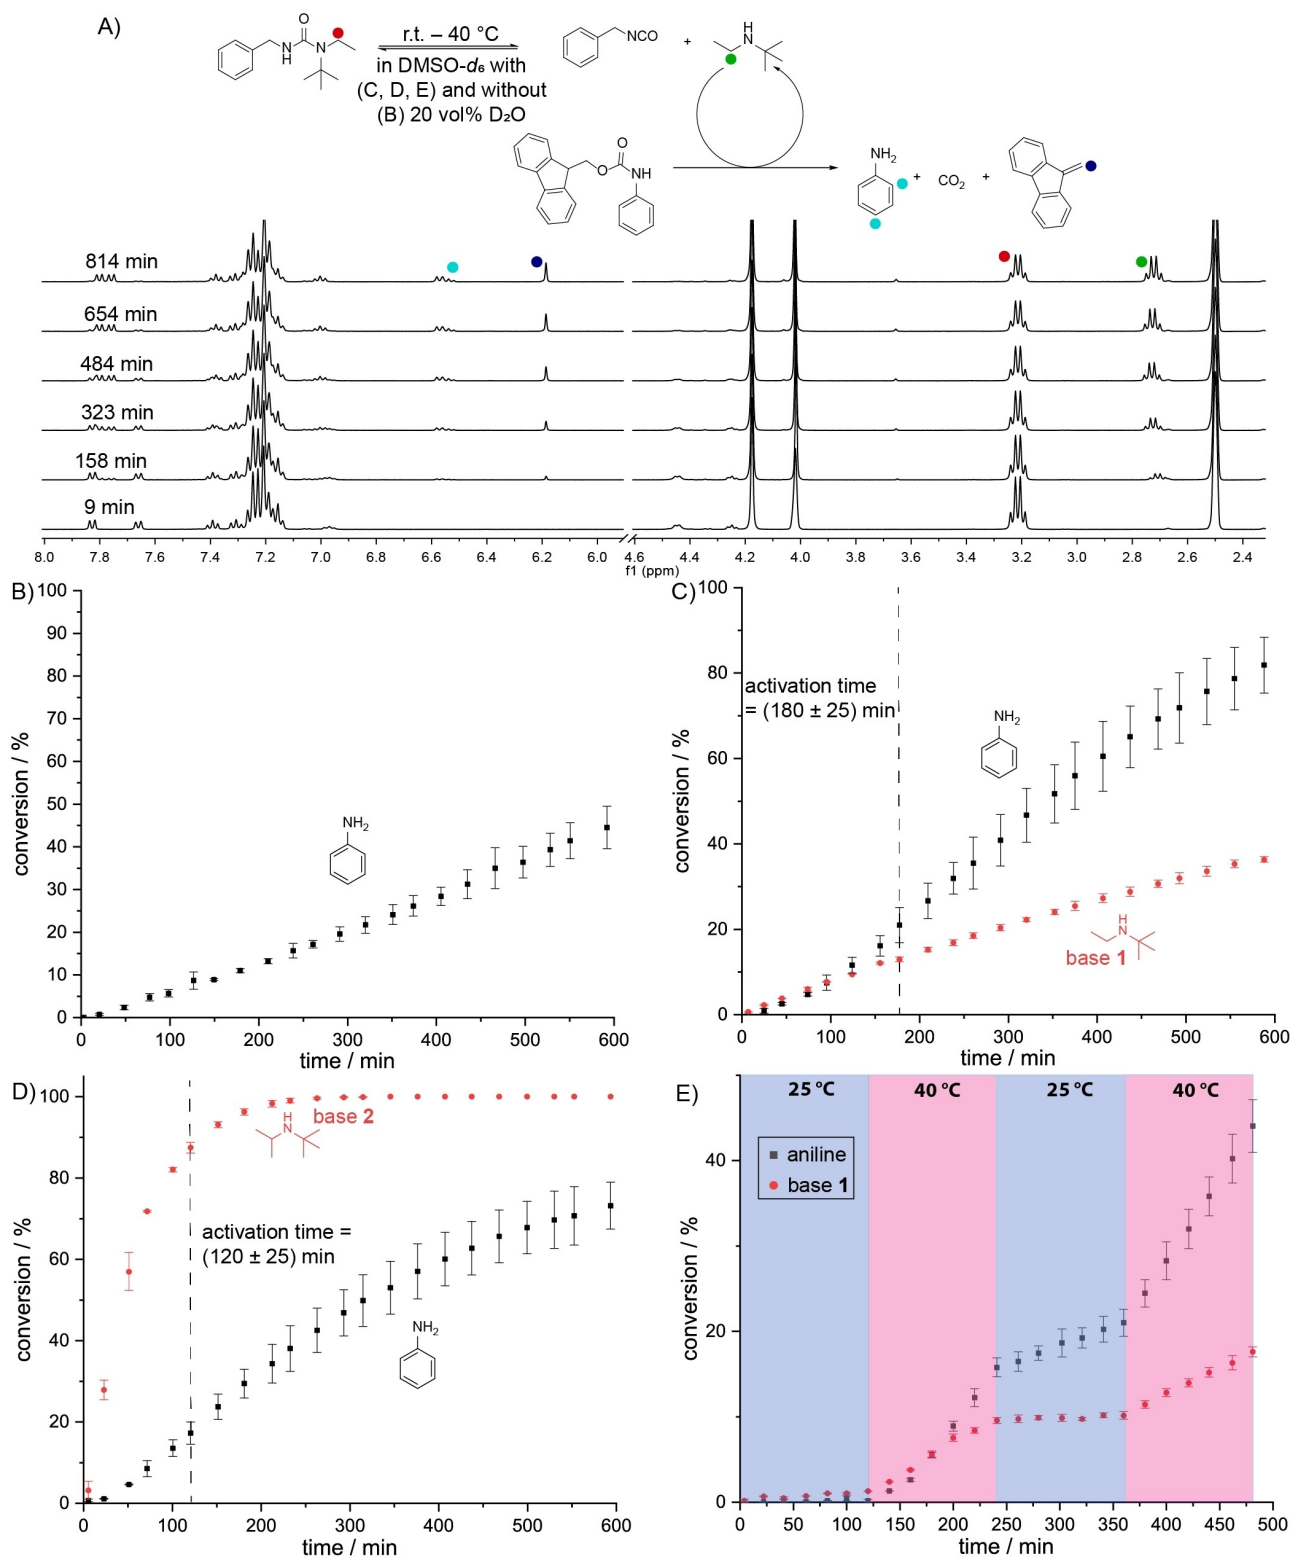 A)
O
NH
N
r.t. – 40 °C
in DMSO-d₆ with
(C, D, E) and without
(B) 20 vol% D₂O
NCO
+
H
N
O
O
NH
NH₂
+
CO₂
+
814 min
654 min
484 min
323 min
158 min
9 min
8.0 7.8 7.6 7.4 7.2 7.0 6.8 6.6 6.4 6.2 6.0 4.6 4.4 4.2 4.0 3.8 3.6 3.4 3.2 3.0 2.8 2.6 2.4
f1 (ppm)
B)
conversion / %
100
90
80
70
60
50
40
30
20
10
0
NH₂
0 100 200 300 400 500 600
time / min
C)
conversion / %
100
80
60
40
20
0
activation time
= (180 ± 25) min
NH₂
H
N
base 1
0 100 200 300 400 500 600
time / min
D)
conversion / %
100
80
60
40
20
0
H
N
base 2
activation time =
(120 ± 25) min
NH₂
0 100 200 300 400 500 600
time / min
E)
25 °C 40 °C 25 °C 40 °C
aniline
base 1
conversion / %
40
20
0
0 50 100 150 200 250 300 350 400 450 500
time / min